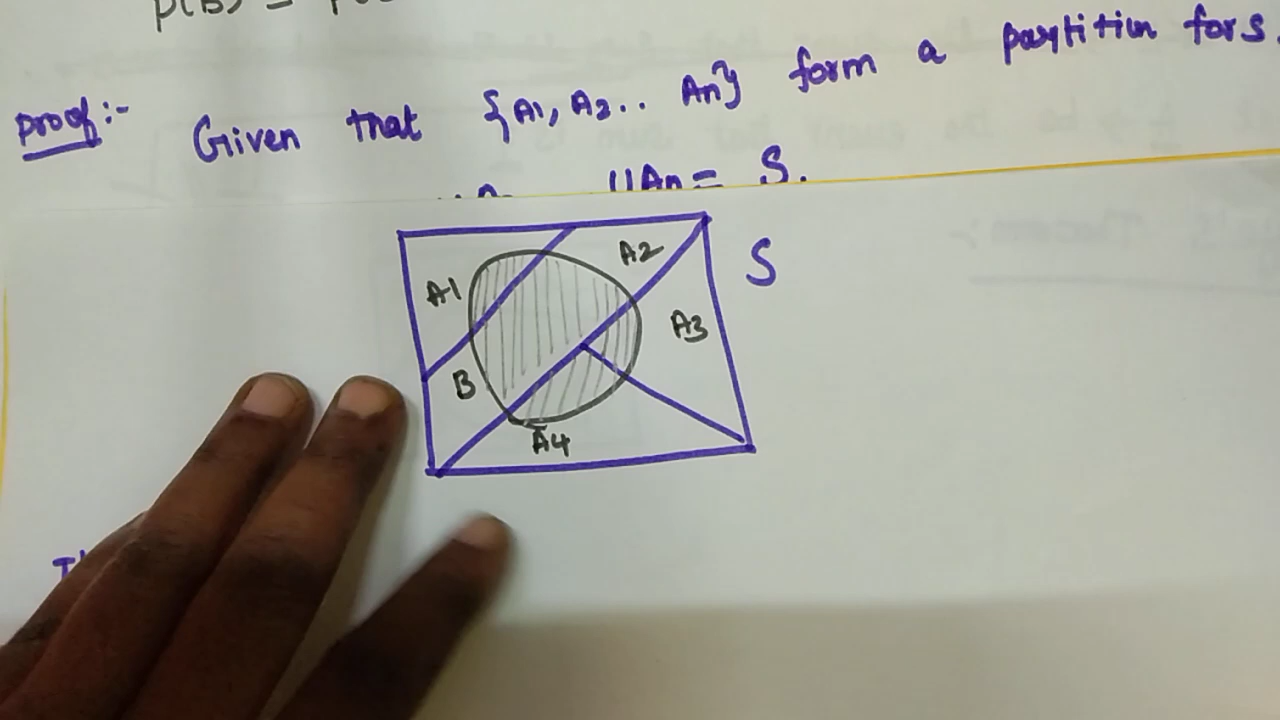 P(B) =
Proof:- Given that {A1, A2.. An} form a partition for S.
UAn = S.
A1
A2
S
A3
B
A4